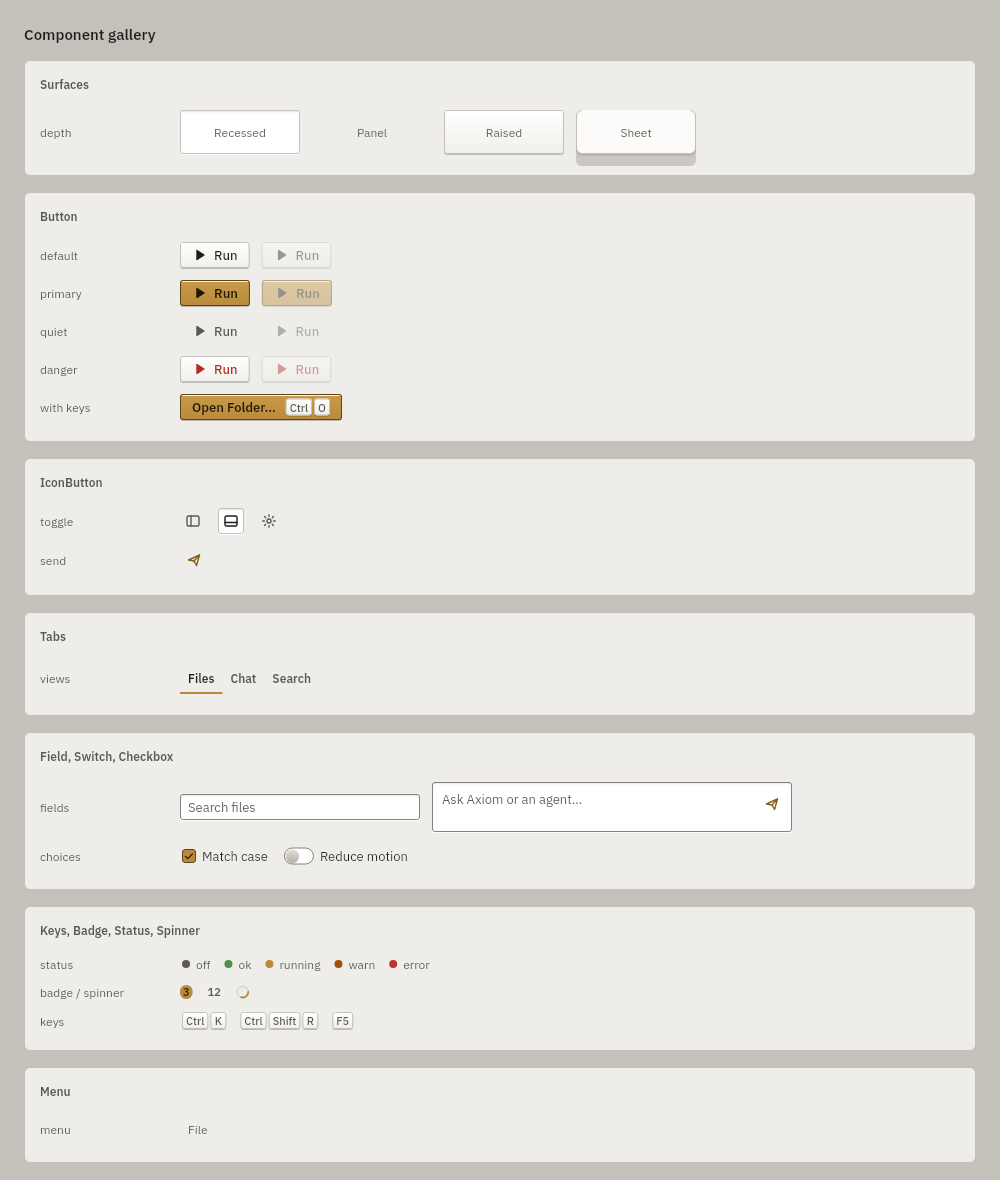 Component gallery
Surfaces
depth Recessed Panel Raised Sheet
Button
default Run Run
primary Run Run
quiet Run Run
danger Run Run
with keys Open Folder... Ctrl O
IconButton
toggle
send
Tabs
views Files Chat Search
Field, Switch, Checkbox
fields Search files Ask Axiom or an agent...
choices Match case Reduce motion
Keys, Badge, Status, Spinner
status off ok running warn error
badge / spinner 3 12
keys Ctrl K Ctrl Shift R F5
Menu
menu File